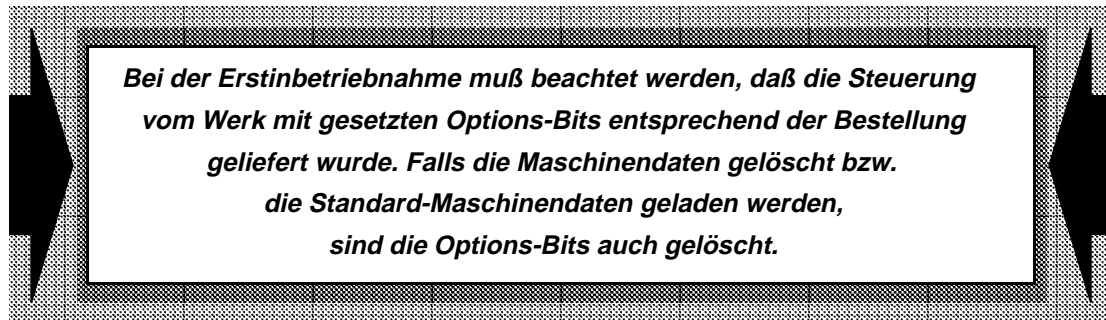 Bei der Erstinbetriebnahme muß beachtet werden, daß die Steuerung
vom Werk mit gesetzten Options-Bits entsprechend der Bestellung
geliefert wurde. Falls die Maschinendaten gelöscht bzw.
die Standard-Maschinendaten geladen werden,
sind die Options-Bits auch gelöscht.